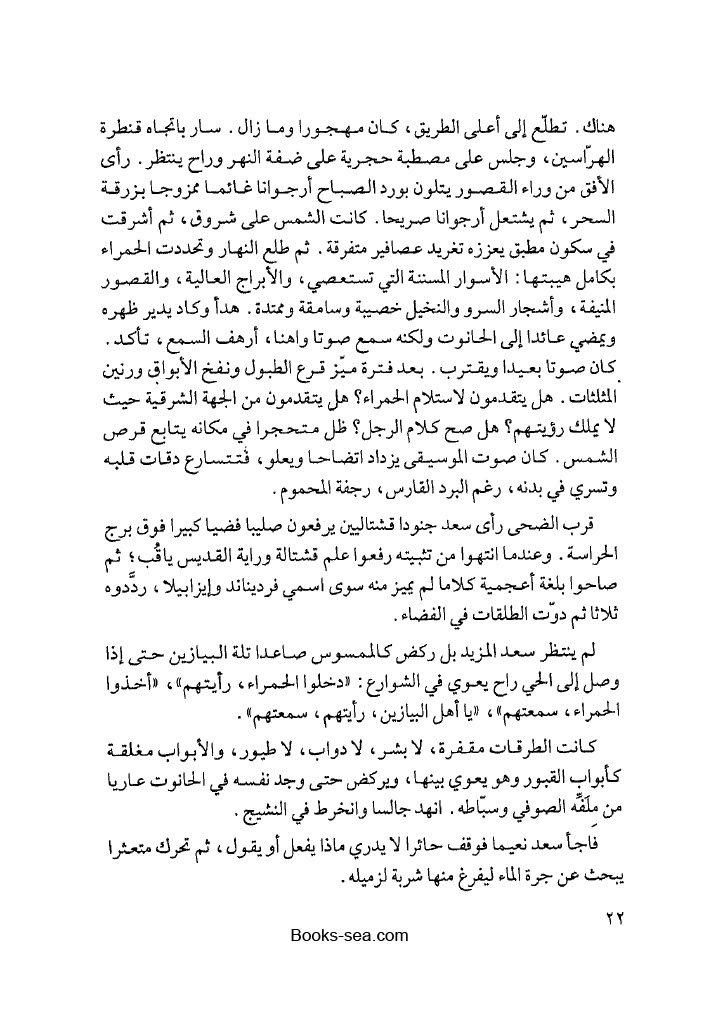 هناك. تطلّع إلى أعلى الطريق، كان مهجورا وما زال. سار باتجاه قنطرة
الهرّاسين، وجلس على مصطبة حجرية على ضفة النهر وراح ينتظر. رأى
الأفق من وراء القصور يتلون بورد الصباح أرجوانا غائما ممزوجا بزرقة
السحر، ثم يشتعل أرجوانا صريحا. كانت الشمس على شروق، ثم أشرقت
في سكون مطبق يعززه تغريد عصافير متفرقة. ثم طلع النهار وتحددت الحمراء
بكامل هيبتها: الأسوار المسننة التي تستعصي، والأبراج العالية، والقصور
المنيفة، وأشجار السرو والنخيل خصيبة وسامقة وممتدة. هدأ وكاد يدير ظهره
ويمضي عائدا إلى الحانوت ولكنه سمع صوتا واهنا، أرهف السمع، تأكد.
كان صوتا بعيدا ويقترب. بعد فترة ميّز قرع الطبول ونفخ الأبواق ورنين
المثلثات. هل يتقدمون لاستلام الحمراء؟ هل يتقدمون من الجهة الشرقية حيث
لا يملك رؤيتهم؟ هل صح كلام الرجل؟ ظل متحجرا في مكانه يتابع قرص
الشمس. كان صوت الموسيقى يزداد اتضاحا ويعلو، فتتسارع دقات قلبه
وتسري في بدنه، رغم البرد القارس، رجفة المحموم.
قرب الضحى رأى سعد جنودا قشتاليين يرفعون صليبا فضيا كبيرا فوق برج
الحراسة. وعندما انتهوا من تثبيته رفعوا علم قشتالة وراية القديس ياقُب؛ ثم
صاحوا بلغة أعجمية كلاما لم يميز منه سوى اسمي فرديناند وإيزابيلا، ردَّدوه
ثلاثا ثم دوّت الطلقات في الفضاء.
لم ينتظر سعد المزيد بل ركض كالممسوس صاعدا تلة البيازين حتى إذا
وصل إلى الحي راح يعوي في الشوارع: «دخلوا الحمراء، رأيتهم»، «أخذوا
الحمراء، سمعتهم»، «يا أهل البيازين، رأيتهم، سمعتهم».
كانت الطرقات مقفرة، لا بشر، لا دواب، لا طيور، والأبواب مغلقة
كأبواب القبور وهو يعوي بينها، ويركض حتى وجد نفسه في الحانوت عاريا
من مِلَفِّه الصوفي وسبّاطه. انهد جالسا وانخرط في النشيج.
فاجأ سعد نعيما فوقف حائرا لا يدري ماذا يفعل أو يقول، ثم تحرك متعثرا
يبحث عن جرة الماء ليفرغ منها شربة لزميله.
٢٢
Books-sea.com